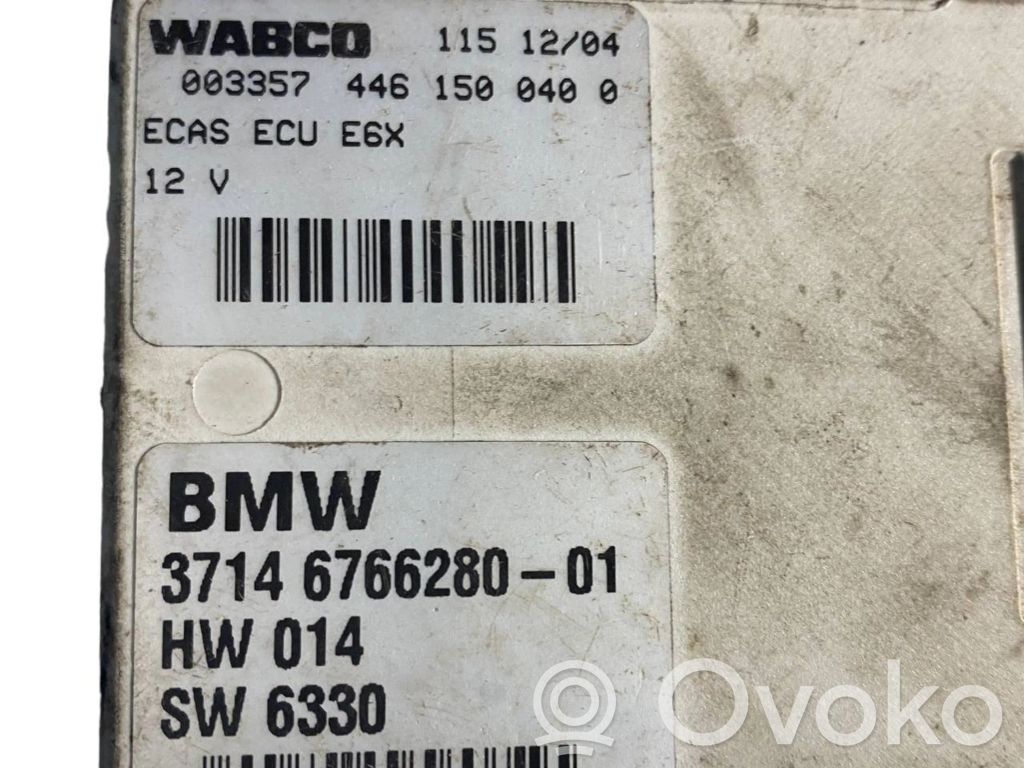 WABCO 115 12/04
003357 446 150 040 0
ECAS ECU E6X
12 V
BMW
3714 6766280-01
HW 014
SW 6330
Ovoko